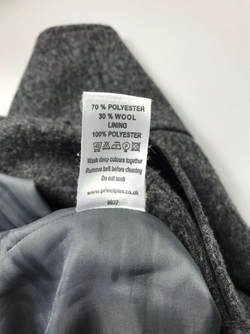 70 % POLYESTER
30 % WOOL
LINING
100% POLYESTER
Wash deep colours together
Remove belt before cleaning
Do not soak
www.principles.co.uk